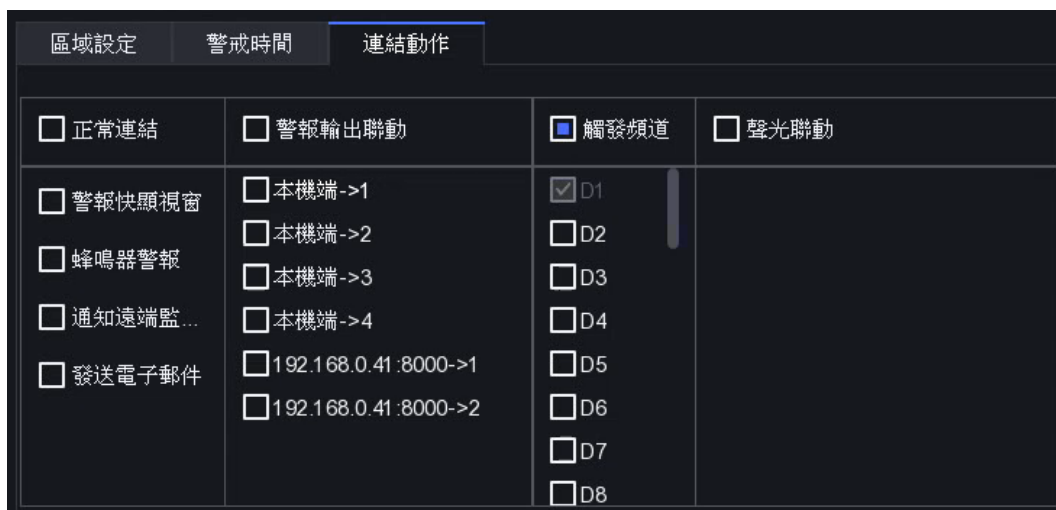 區域設定 警戒時間 連結動作
正常連結 警報輸出聯動 觸發頻道 聲光聯動
警報快顯視窗
蜂鳴器警報
通知遠端監...
發送電子郵件
本機端->1
本機端->2
本機端->3
本機端->4
192.168.0.41:8000->1
192.168.0.41:8000->2
D1
D2
D3
D4
D5
D6
D7
D8